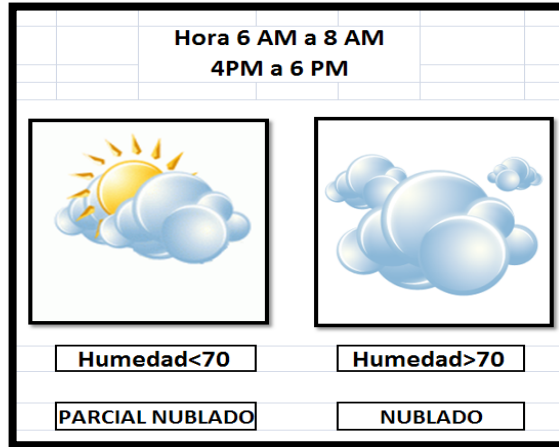 Hora 6 AM a 8 AM
4PM a 6 PM
Humedad<70
Humedad>70
PARCIAL NUBLADO
NUBLADO